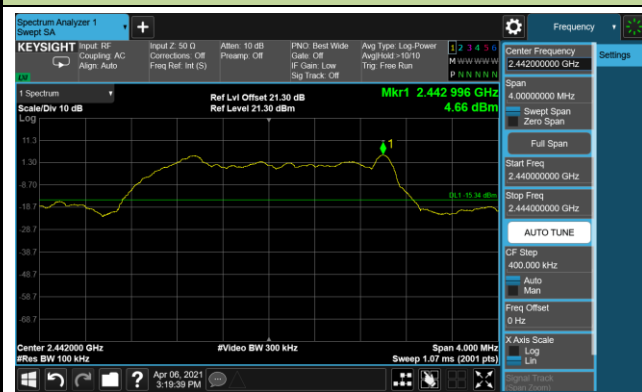 Spectrum Analyzer 1
Swept SA
Frequency
KEYSIGHT
Input: RF
Coupling: AC
Align: Auto
Input Z: 50 Ω
Corrections: Off
Freq Ref: Int (S)
Atten: 10 dB
Preamp: Off
PNO: Best Wide
Gate: Off
IF Gain: Low
Sig Track: Off
Avg Type: Log-Power
Avg|Hold:>10/10
Trig: Free Run
1 2 3 4 5 6
M W W W W W
P N N N N N
LVI
1 Spectrum
Scale/Div 10 dB
Log
Ref Lvl Offset 21.30 dB
Ref Level 21.30 dBm
Mkr1 2.442 996 GHz
4.66 dBm
1
11.3
1.30
-8.70
-18.7
-28.7
-38.7
-48.7
-58.7
-68.7
DL1 -15.34 dBm
Center 2.442000 GHz
#Res BW 100 kHz
#Video BW 300 kHz
Span 4.000 MHz
Sweep 1.07 ms (2001 pts)
Center Frequency
2.442000000 GHz
Settings
Span
4.00000000 MHz
Swept Span
Zero Span
Full Span
Start Freq
2.440000000 GHz
Stop Freq
2.444000000 GHz
AUTO TUNE
CF Step
400.000 kHz
Auto
Man
Freq Offset
0 Hz
X Axis Scale
Log
Lin
Signal Track
(Span Zoom)
Apr 06, 2021
3:19:39 PM